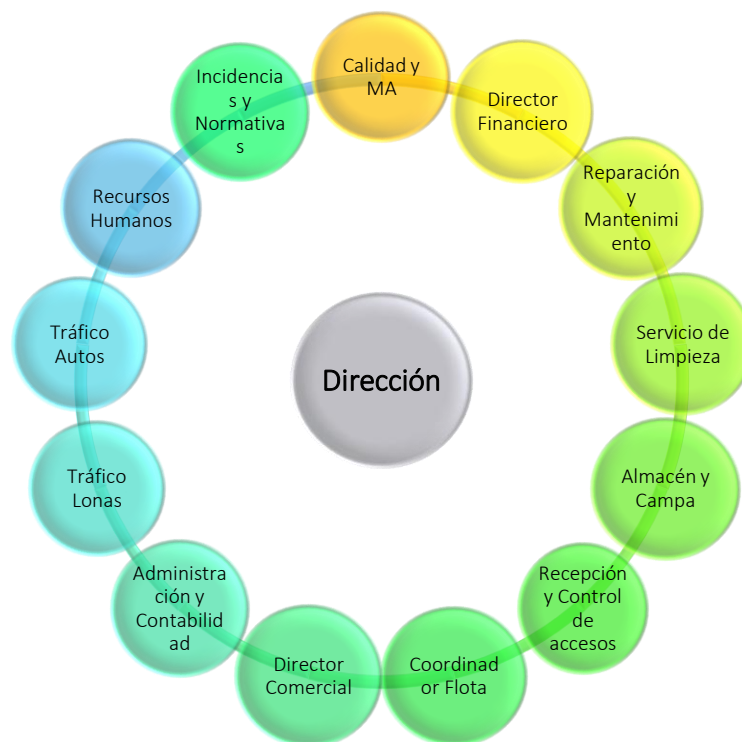 Calidad y
MA
Director
Financiero
Reparación
y
Mantenimi
ento
Servicio de
Limpieza
Almacén y
Campa
Recepción
y Control
de
accesos
Coordinad
or Flota
Director
Comercial
Administra
ción y
Contabilid
ad
Tráfico
Lonas
Tráfico
Autos
Recursos
Humanos
Incidencia
s y
Normativa
s
Dirección